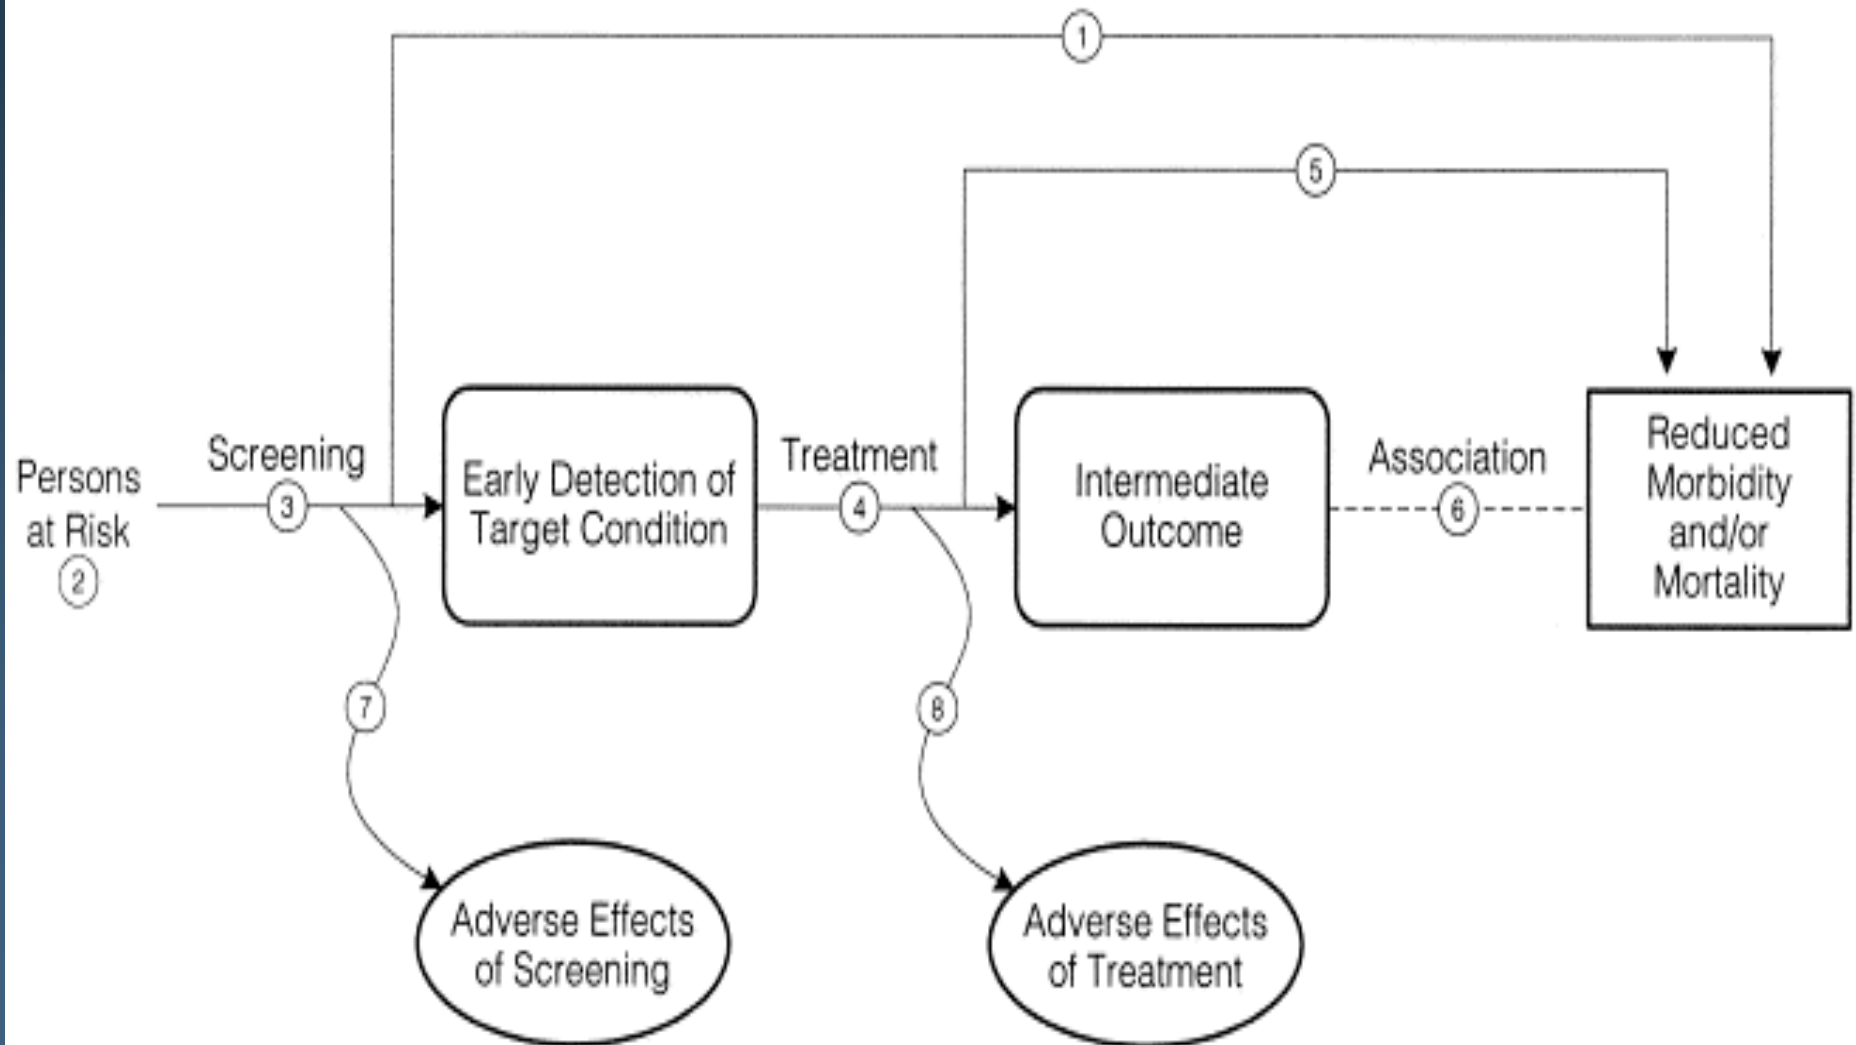 1
5
Screening
Persons
at Risk
2
3
Early Detection of
Target Condition
Treatment
4
Intermediate
Outcome
Association
6
Reduced
Morbidity
and/or
Mortality
7
8
Adverse Effects
of Screening
Adverse Effects
of Treatment